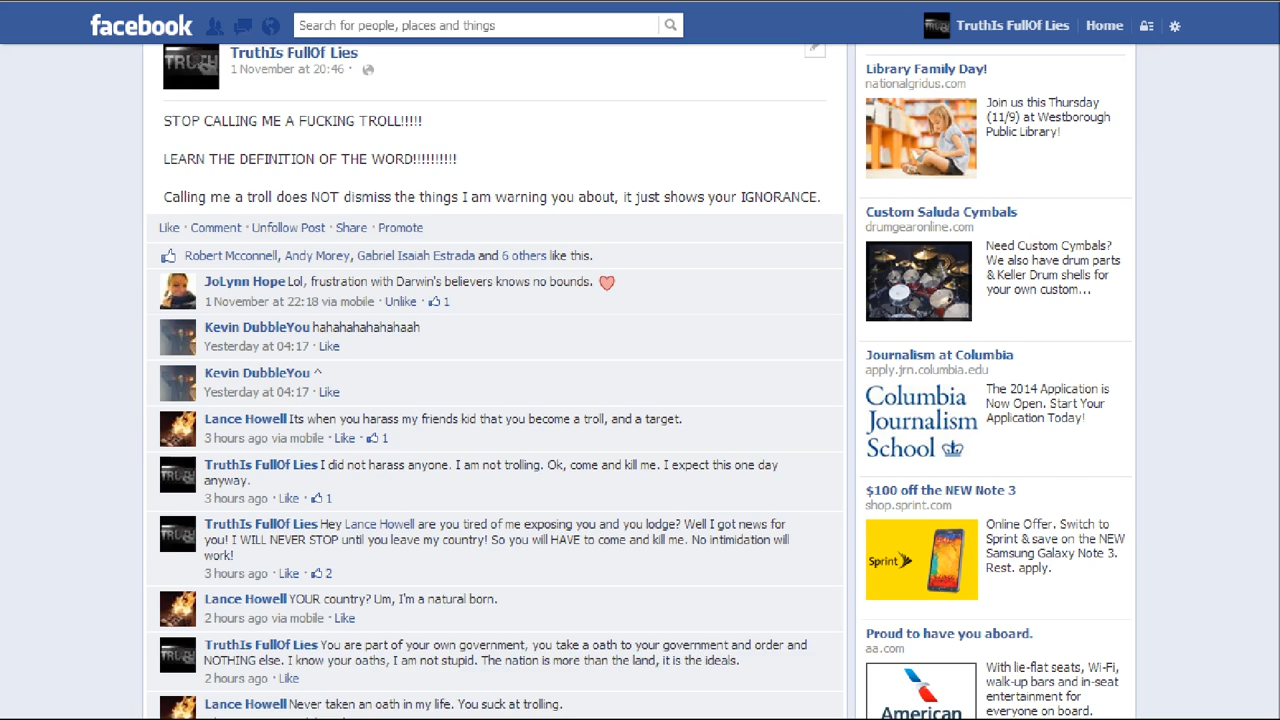 facebook
Search for people, places and things
TruthIs FullOf Lies
Home
TRUTH
TruthIs FullOf Lies
1 November at 20:46 ·
STOP CALLING ME A FUCKING TROLL!!!!!
LEARN THE DEFINITION OF THE WORD!!!!!!!!!!
Calling me a troll does NOT dismiss the things I am warning you about, it just shows your IGNORANCE.
Like · Comment · Unfollow Post · Share · Promote
Robert Mcconnell, Andy Morey, Gabriel Isaiah Estrada and 6 others like this.
JoLynn Hope Lol, frustration with Darwin's believers knows no bounds.
1 November at 22:18 via mobile · Unlike · 1
Kevin DubbleYou hahahahahahahaah
Yesterday at 04:17 · Like
Kevin DubbleYou ^
Yesterday at 04:17 · Like
Lance Howell Its when you harass my friends kid that you become a troll, and a target.
3 hours ago via mobile · Like · 1
TRUTH
TruthIs FullOf Lies I did not harass anyone. I am not trolling. Ok, come and kill me. I expect this one day
anyway.
3 hours ago · Like · 1
TRUTH
TruthIs FullOf Lies Hey Lance Howell are you tired of me exposing you and you lodge? Well I got news for
you! I WILL NEVER STOP until you leave my country! So you will HAVE to come and kill me. No intimidation will
work!
3 hours ago · Like · 2
Lance Howell YOUR country? Um, I'm a natural born.
2 hours ago via mobile · Like
TRUTH
TruthIs FullOf Lies You are part of your own government, you take a oath to your government and order and
NOTHING else. I know your oaths, I am not stupid. The nation is more than the land, it is the ideals.
2 hours ago · Like
Lance Howell Never taken an oath in my life. You suck at trolling.
Library Family Day!
nationalgridus.com
Join us this Thursday
(11/9) at Westborough
Public Library!
Custom Saluda Cymbals
drumgearonline.com
Need Custom Cymbals?
We also have drum parts
& Keller Drum shells for
your own custom...
Journalism at Columbia
apply.jrn.columbia.edu
Columbia
Journalism
School
The 2014 Application is
Now Open. Start Your
Application Today!
$100 off the NEW Note 3
shop.sprint.com
Sprint
Online Offer. Switch to
Sprint & save on the NEW
Samsung Galaxy Note 3.
Rest. apply.
Proud to have you aboard.
aa.com
American
With lie-flat seats, Wi-Fi,
walk-up bars and in-seat
entertainment for
everyone on board.